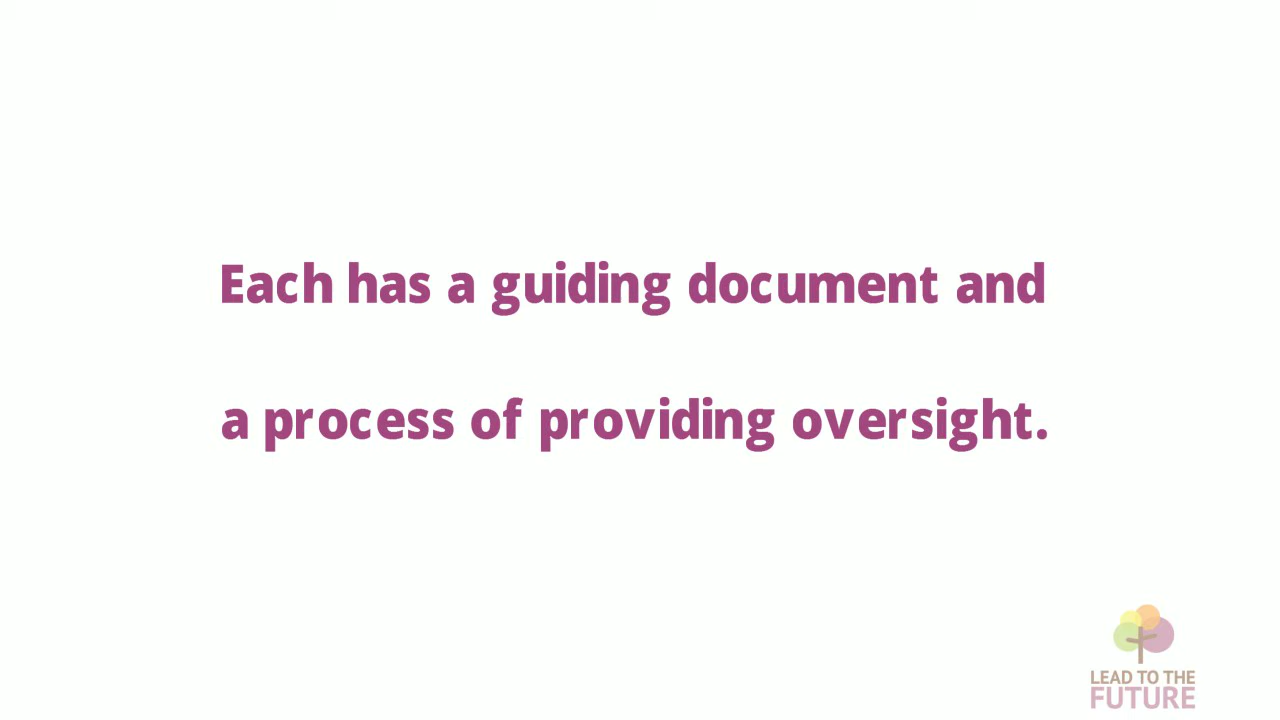 Each has a guiding document and
a process of providing oversight.
LEAD TO THE
FUTURE